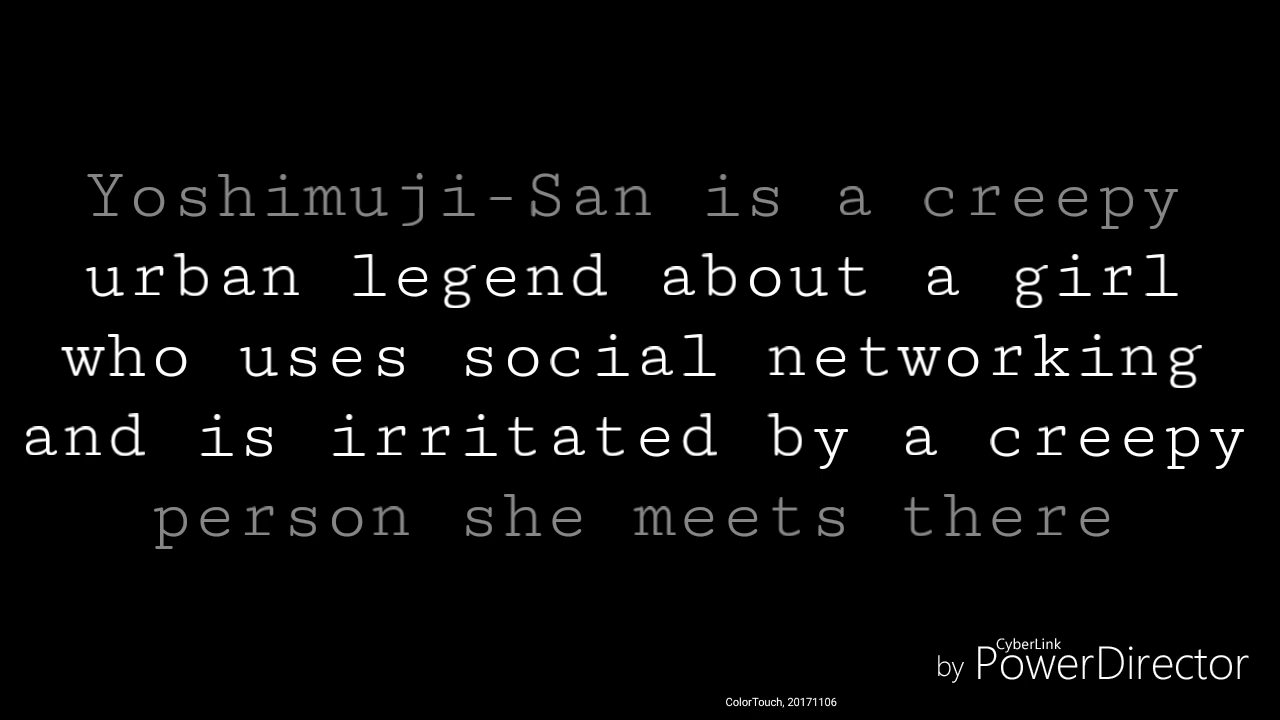 Yoshimuji-San is a creepy
urban legend about a girl
who uses social networking
and is irritated by a creepy
person she meets there
CyberLink
by PowerDirector
ColorTouch, 20171106